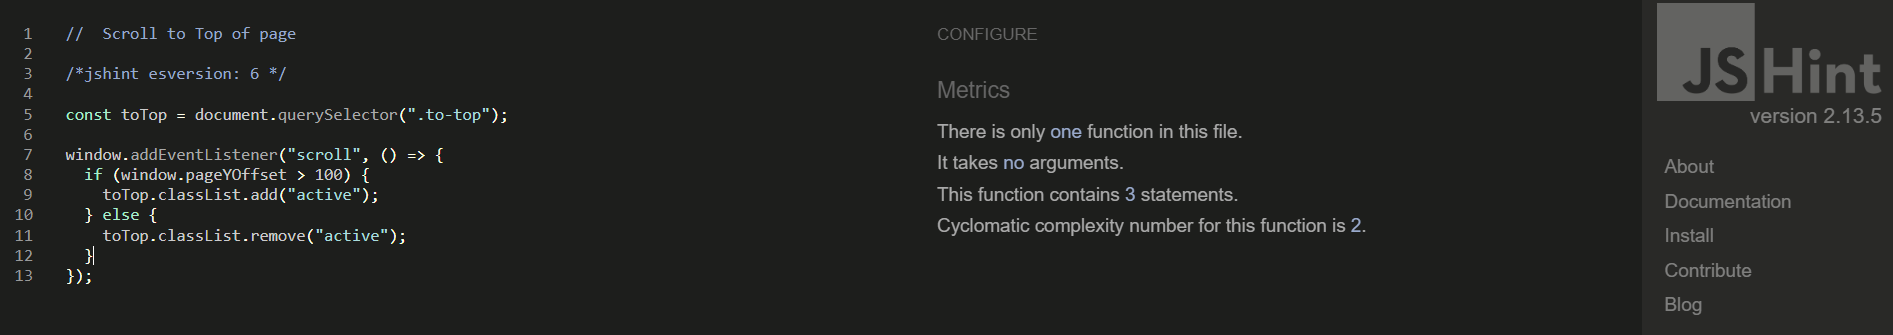 1 //  Scroll to Top of page
2
3 /*jshint esversion: 6 */
4
5 const toTop = document.querySelector(".to-top");
6
7 window.addEventListener("scroll", () => {
8   if (window.pageYOffset > 100) {
9     toTop.classList.add("active");
10   } else {
11     toTop.classList.remove("active");
12   }
13 });
CONFIGURE
Metrics
There is only one function in this file.
It takes no arguments.
This function contains 3 statements.
Cyclomatic complexity number for this function is 2.
JSHint
version 2.13.5
About
Documentation
Install
Contribute
Blog